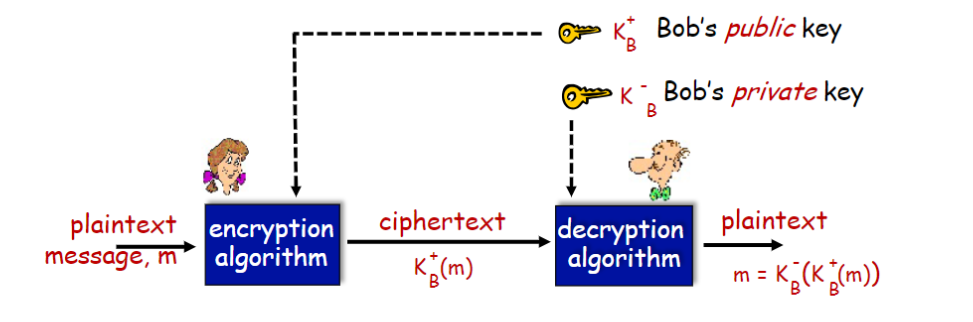 K_B^+ Bob's public key
K_B^- Bob's private key
plaintext
message, m
encryption
algorithm
ciphertext
K_B^+(m)
decryption
algorithm
plaintext
m = K_B^-(K_B^+(m))